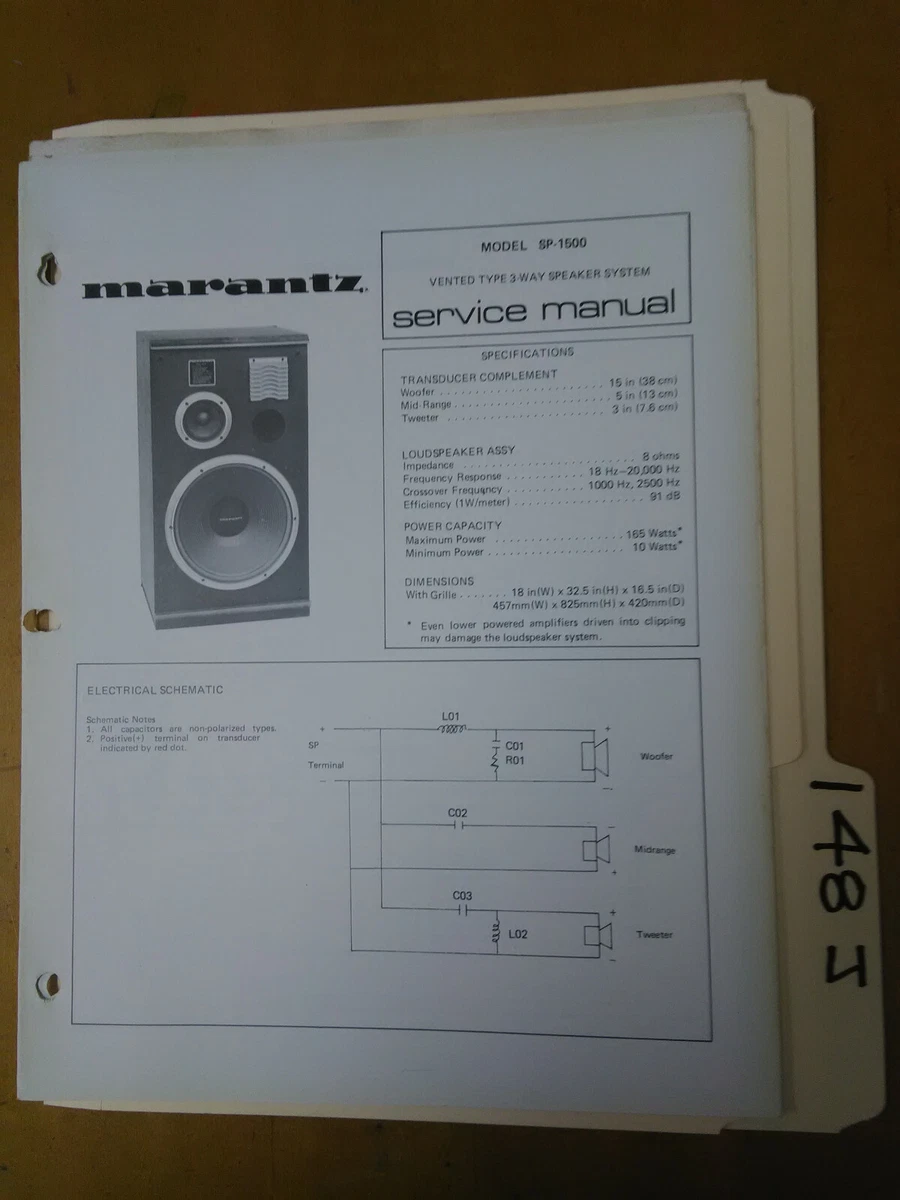 marantz
MODEL SP-1500
VENTED TYPE 3-WAY SPEAKER SYSTEM
service manual
SPECIFICATIONS
TRANSDUCER COMPLEMENT
Woofer . . . . . . . . . . . . . . . . . . . . . . . 15 in (38 cm)
Mid-Range . . . . . . . . . . . . . . . . . . . . . 5 in (13 cm)
Tweeter . . . . . . . . . . . . . . . . . . . . . . 3 in (7.6 cm)
LOUDSPEAKER ASSY
Impedance . . . . . . . . . . . . . . . . . . . . . . 8 ohms
Frequency Response . . . . . . . . . . . 18 Hz–20,000 Hz
Crossover Frequency . . . . . . . . . . 1000 Hz, 2500 Hz
Efficiency (1W/meter) . . . . . . . . . . . . . . . . . 91 dB
POWER CAPACITY
Maximum Power . . . . . . . . . . . . . . . . . 165 Watts*
Minimum Power . . . . . . . . . . . . . . . . . . 10 Watts*
DIMENSIONS
With Grille . . . . . . . 18 in(W) x 32.5 in(H) x 16.5 in(D)
457mm(W) x 825mm(H) x 420mm(D)
* Even lower powered amplifiers driven into clipping
may damage the loudspeaker system.
ELECTRICAL SCHEMATIC
Schematic Notes
1. All capacitors are non-polarized types.
2. Positive(+) terminal on transducer
indicated by red dot.
+
SP
Terminal
−
L01
C01
R01
+
Woofer
−
C02
−
Midrange
+
C03
L02
+
Tweeter
−
148 J